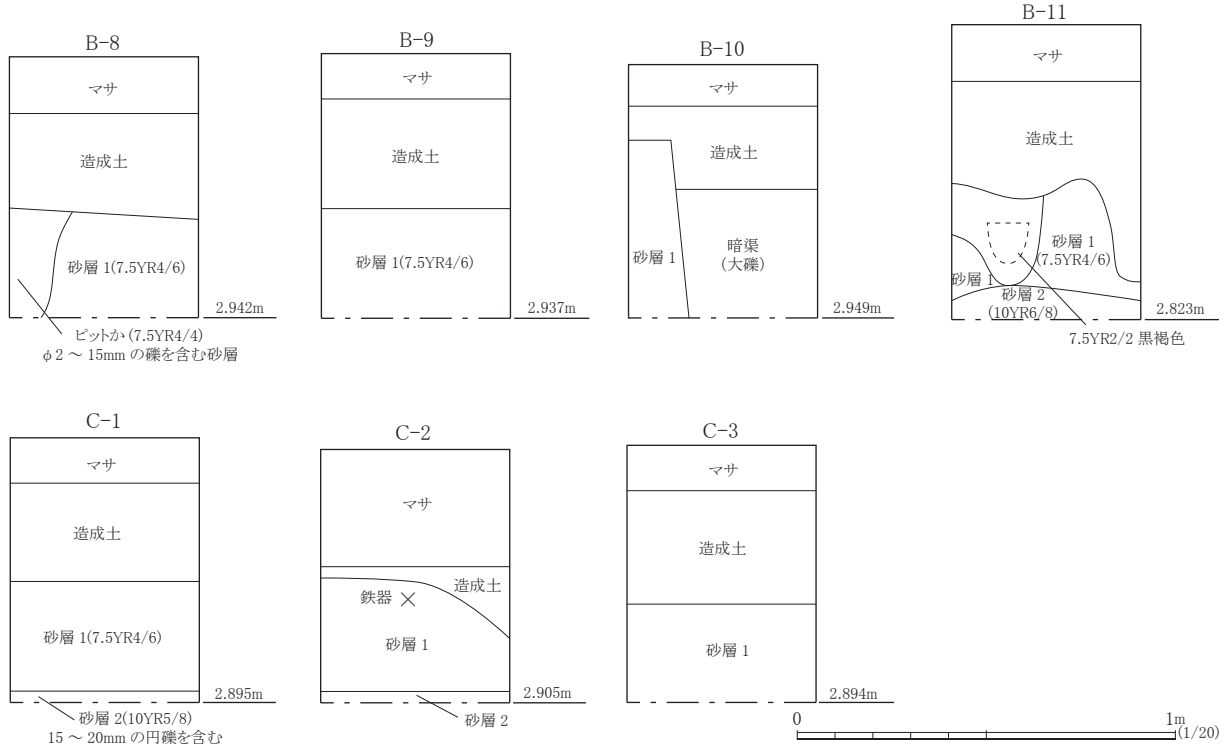 B-8
マサ
造成土
砂層 1(7.5YR4/6)
2.942m
ピットか (7.5YR4/4)
φ2 ～ 15mm の礫を含む砂層
B-9
マサ
造成土
砂層 1(7.5YR4/6)
2.937m
B-10
マサ
造成土
砂層 1
暗渠
（大礫）
2.949m
B-11
マサ
造成土
砂層 1
(7.5YR4/6)
砂層 1
砂層 2
(10YR6/8)
2.823m
7.5YR2/2 黒褐色
C-1
マサ
造成土
砂層 1(7.5YR4/6)
2.895m
砂層 2(10YR5/8)
15 ～ 20mm の円礫を含む
C-2
マサ
造成土
鉄器
砂層 1
2.905m
砂層 2
C-3
マサ
造成土
砂層 1
2.894m
0
1m
(1/20)